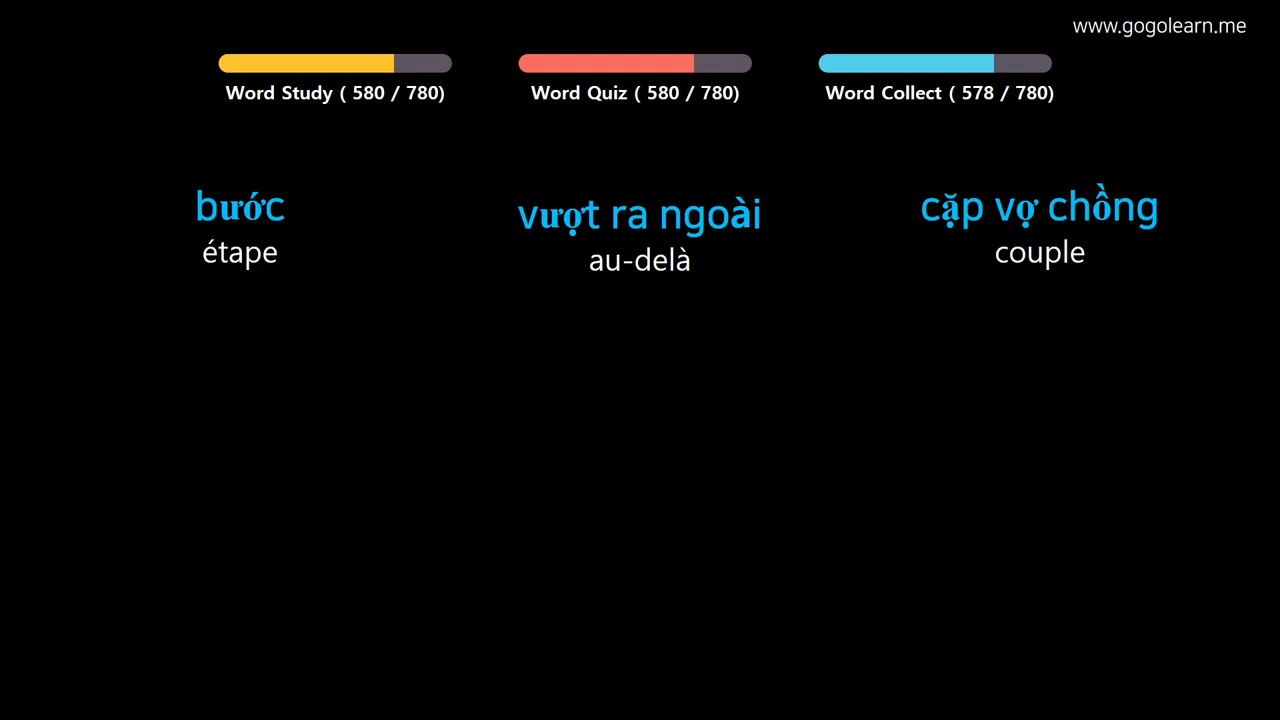 www.gogolearn.me
Word Study ( 580 / 780)
Word Quiz ( 580 / 780)
Word Collect ( 578 / 780)
bước
étape
vượt ra ngoài
au-delà
cặp vợ chồng
couple